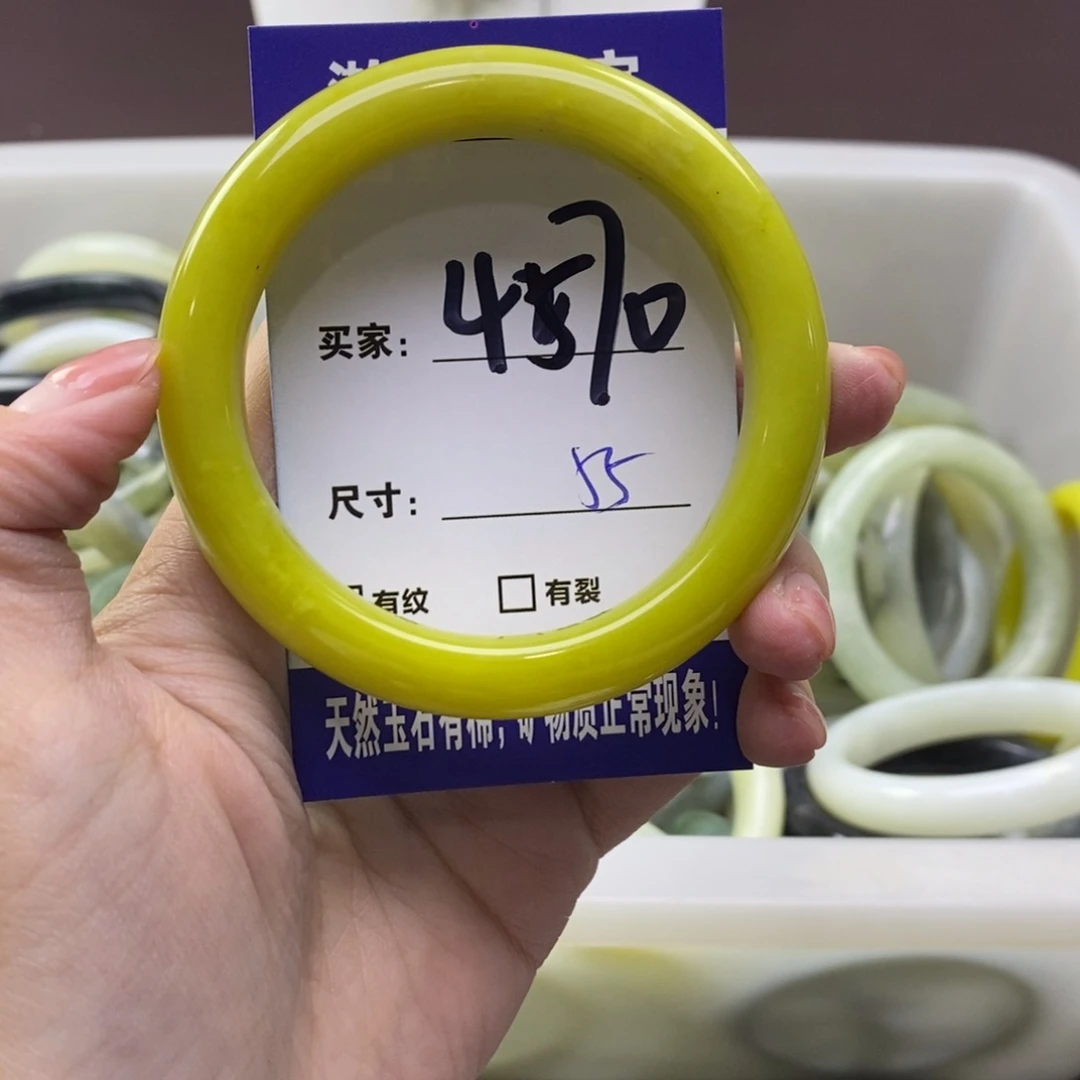 买家: 4570
尺寸: 55
有纹 □ 有裂
天然玉石有棉, 矿物质正常现象!